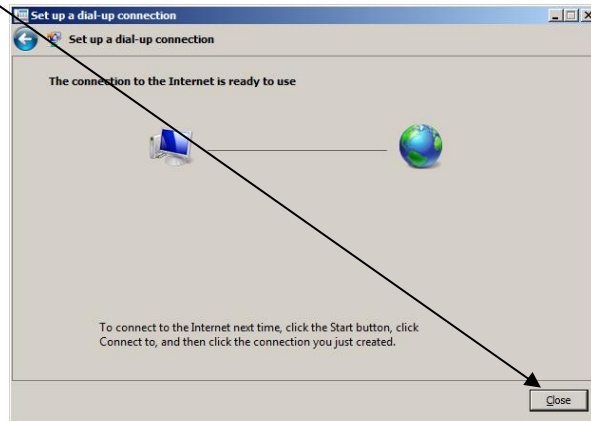 Set up a dial-up connection
Set up a dial-up connection
The connection to the Internet is ready to use
To connect to the Internet next time, click the Start button, click
Connect to, and then click the connection you just created.
Close